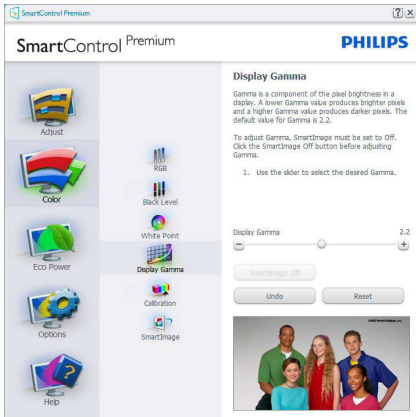 SmartControl Premium
SmartControl Premium
PHILIPS
Adjust
Color
Eco Power
Options
Help
RGB
Black Level
White Point
Display Gamma
Calibration
SmartImage
Display Gamma
Gamma is a component of the pixel brightness in a
display. A lower Gamma value produces brighter pixels
and a higher Gamma value produces darker pixels. The
default value for Gamma is 2.2.
To adjust Gamma, SmartImage must be set to Off.
Click the SmartImage Off button before adjusting
Gamma.
1. Use the slider to select the desired Gamma.
Display Gamma 2.2
SmartImage Off
Undo Reset